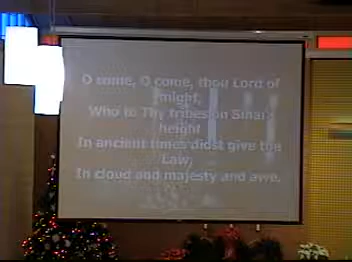 O come, O come, thou Lord of
might,
Who to Thy tribes on Sinai's
height
In ancient times didst give the
Law,
In cloud and majesty and awe.